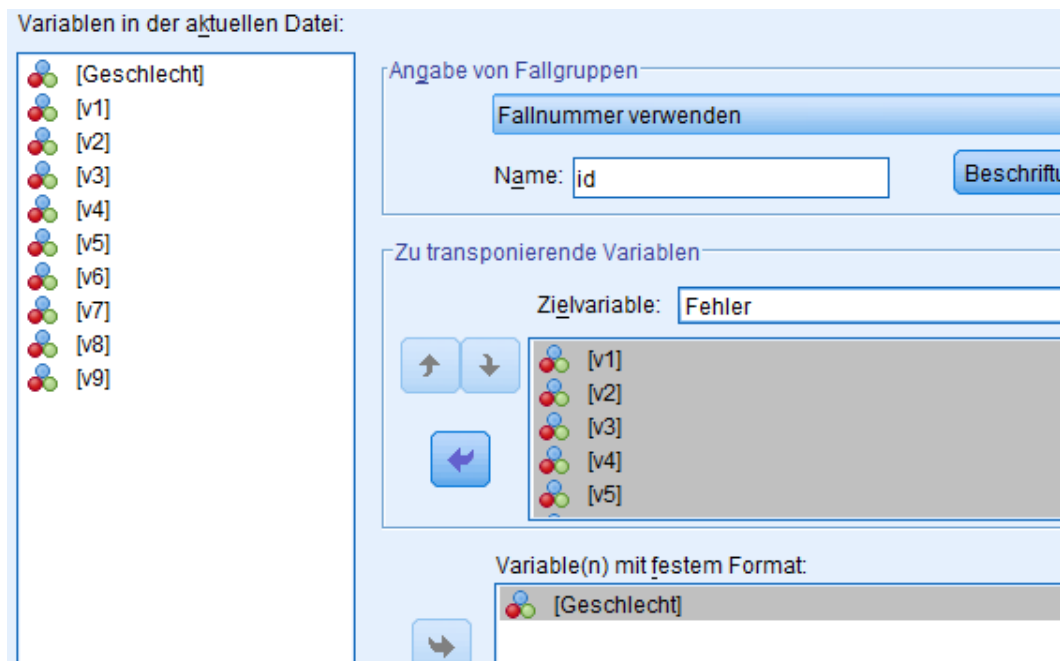 Variablen in der aktuellen Datei:
[Geschlecht]
[v1]
[v2]
[v3]
[v4]
[v5]
[v6]
[v7]
[v8]
[v9]
Angabe von Fallgruppen
Fallnummer verwenden
Name: id
Zu transponierende Variablen
Zielvariable: Fehler
[v1]
[v2]
[v3]
[v4]
[v5]
Variable(n) mit festem Format:
[Geschlecht]